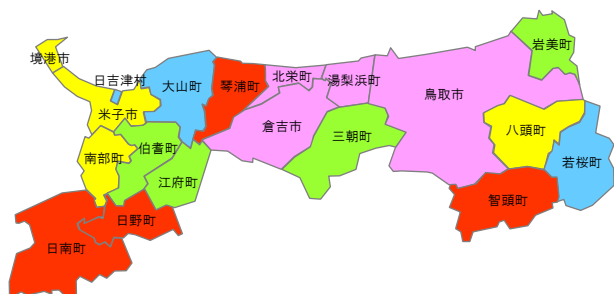 岩美町
境港市
日吉津村
大山町
琴浦町
北栄町
湯梨浜町
鳥取市
米子市
倉吉市
三朝町
八頭町
伯耆町
南部町
若桜町
江府町
智頭町
日野町
日南町